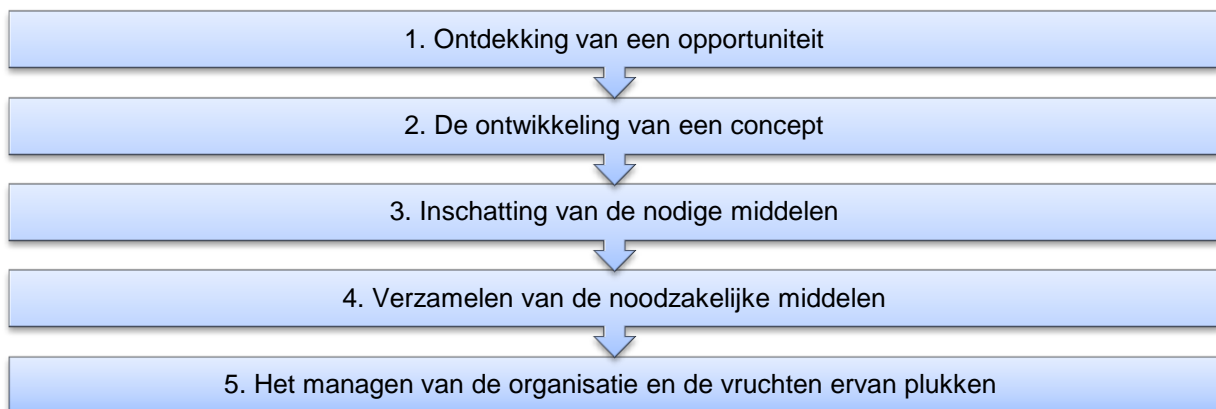 1. Ontdekking van een opportuniteit
2. De ontwikkeling van een concept
3. Inschatting van de nodige middelen
4. Verzamelen van de noodzakelijke middelen
5. Het managen van de organisatie en de vruchten ervan plukken